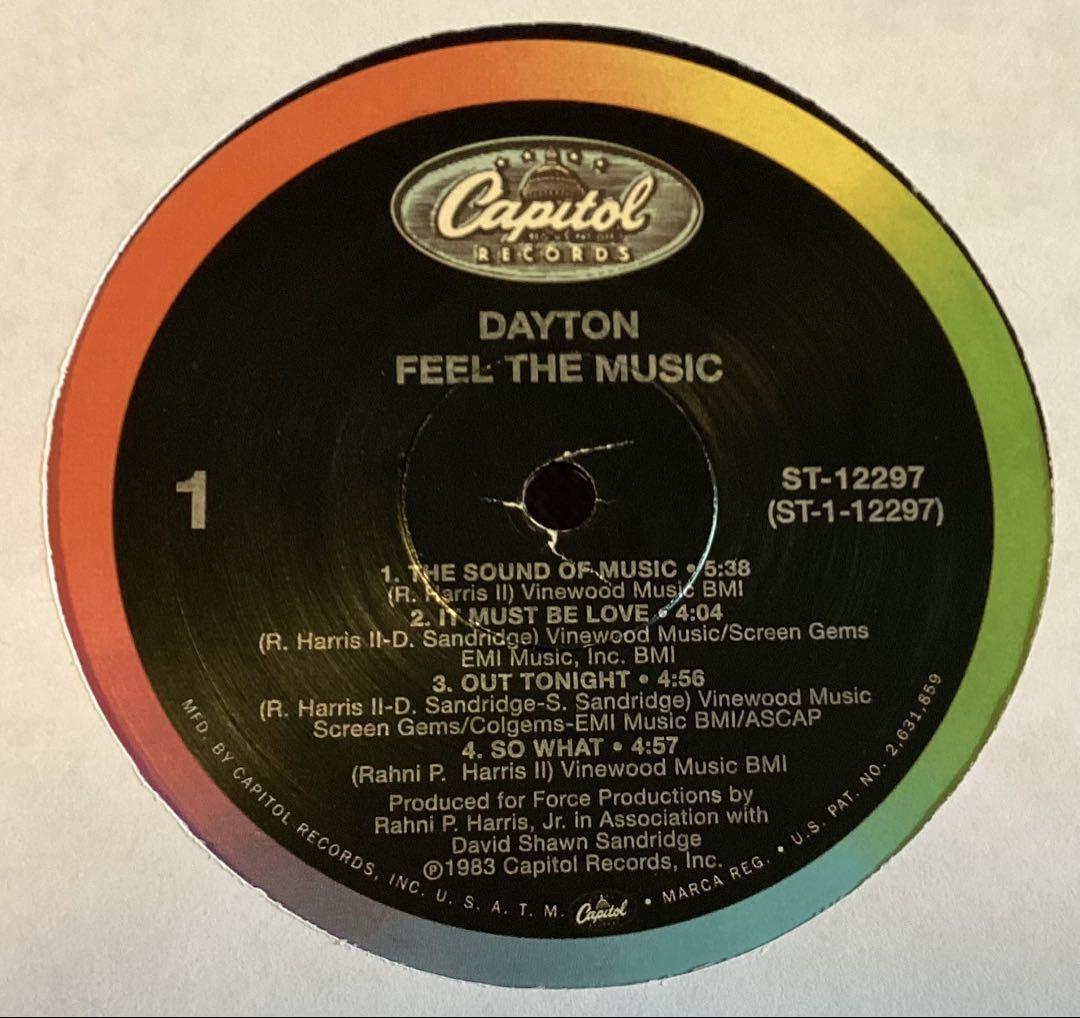 Capitol
RECORDS
DAYTON
FEEL THE MUSIC
1
ST-12297
(ST-1-12297)
1. THE SOUND OF MUSIC • 5:38
(R. Harris II) Vinewood Music BMI
2. IT MUST BE LOVE • 4:04
(R. Harris II-D. Sandridge) Vinewood Music/Screen Gems
EMI Music, Inc. BMI
3. OUT TONIGHT • 4:56
(R. Harris II-D. Sandridge-S. Sandridge) Vinewood Music
Screen Gems/Colgems-EMI Music BMI/ASCAP
4. SO WHAT • 4:57
(Rahni P. Harris II) Vinewood Music BMI
Produced for Force Productions by
Rahni P. Harris, Jr. in Association with
David Shawn Sandridge
℗1983 Capitol Records, Inc.
MFD. BY CAPITOL RECORDS, INC. U. S. A. T. M. Capitol • MARCA REG. • U.S. PAT. NO. 2,631,859